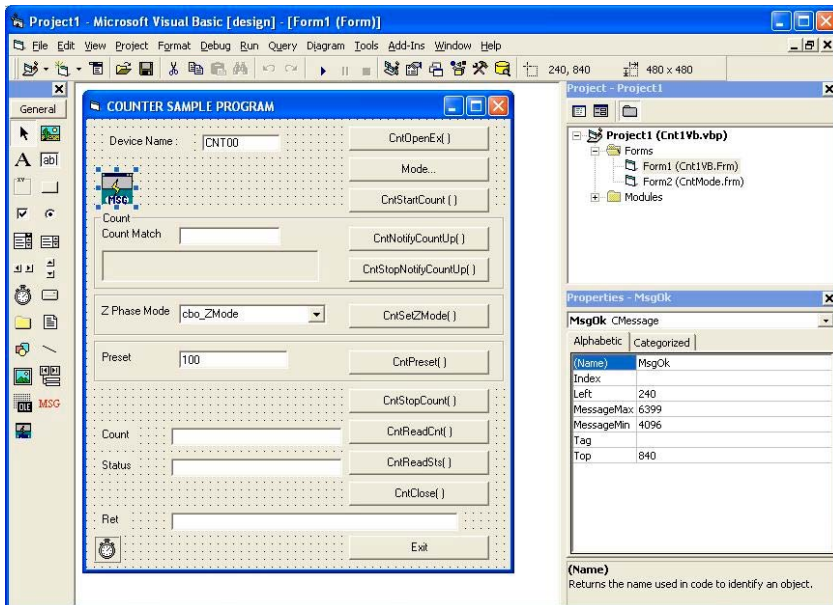 Project1 - Microsoft Visual Basic [design] - [Form1 (Form)]
File Edit View Project Format Debug Run Query Diagram Tools Add-Ins Window Help
240, 840 480 x 480
General
A ab
OLE MSG
COUNTER SAMPLE PROGRAM
Device Name : CNT00 CntOpenEx( )
Mode...
MSG CntStartCount ( )
Count
Count Match CntNotifyCountUp( )
CntStopNotifyCountUp( )
Z Phase Mode cbo_ZMode CntSetZMode( )
Preset 100 CntPreset( )
CntStopCount( )
Count CntReadCnt( )
Status CntReadSts( )
CntClose( )
Ret
Exit
Project - Project1
Project1 (Cnt1Vb.vbp)
Forms
Form1 (Cnt1VB.Frm)
Form2 (CntMode.frm)
Modules
Properties - MsgOk
MsgOk CMessage
Alphabetic Categorized
(Name) MsgOk
Index
Left 240
MessageMax 6399
MessageMin 4096
Tag
Top 840
(Name)
Returns the name used in code to identify an object.